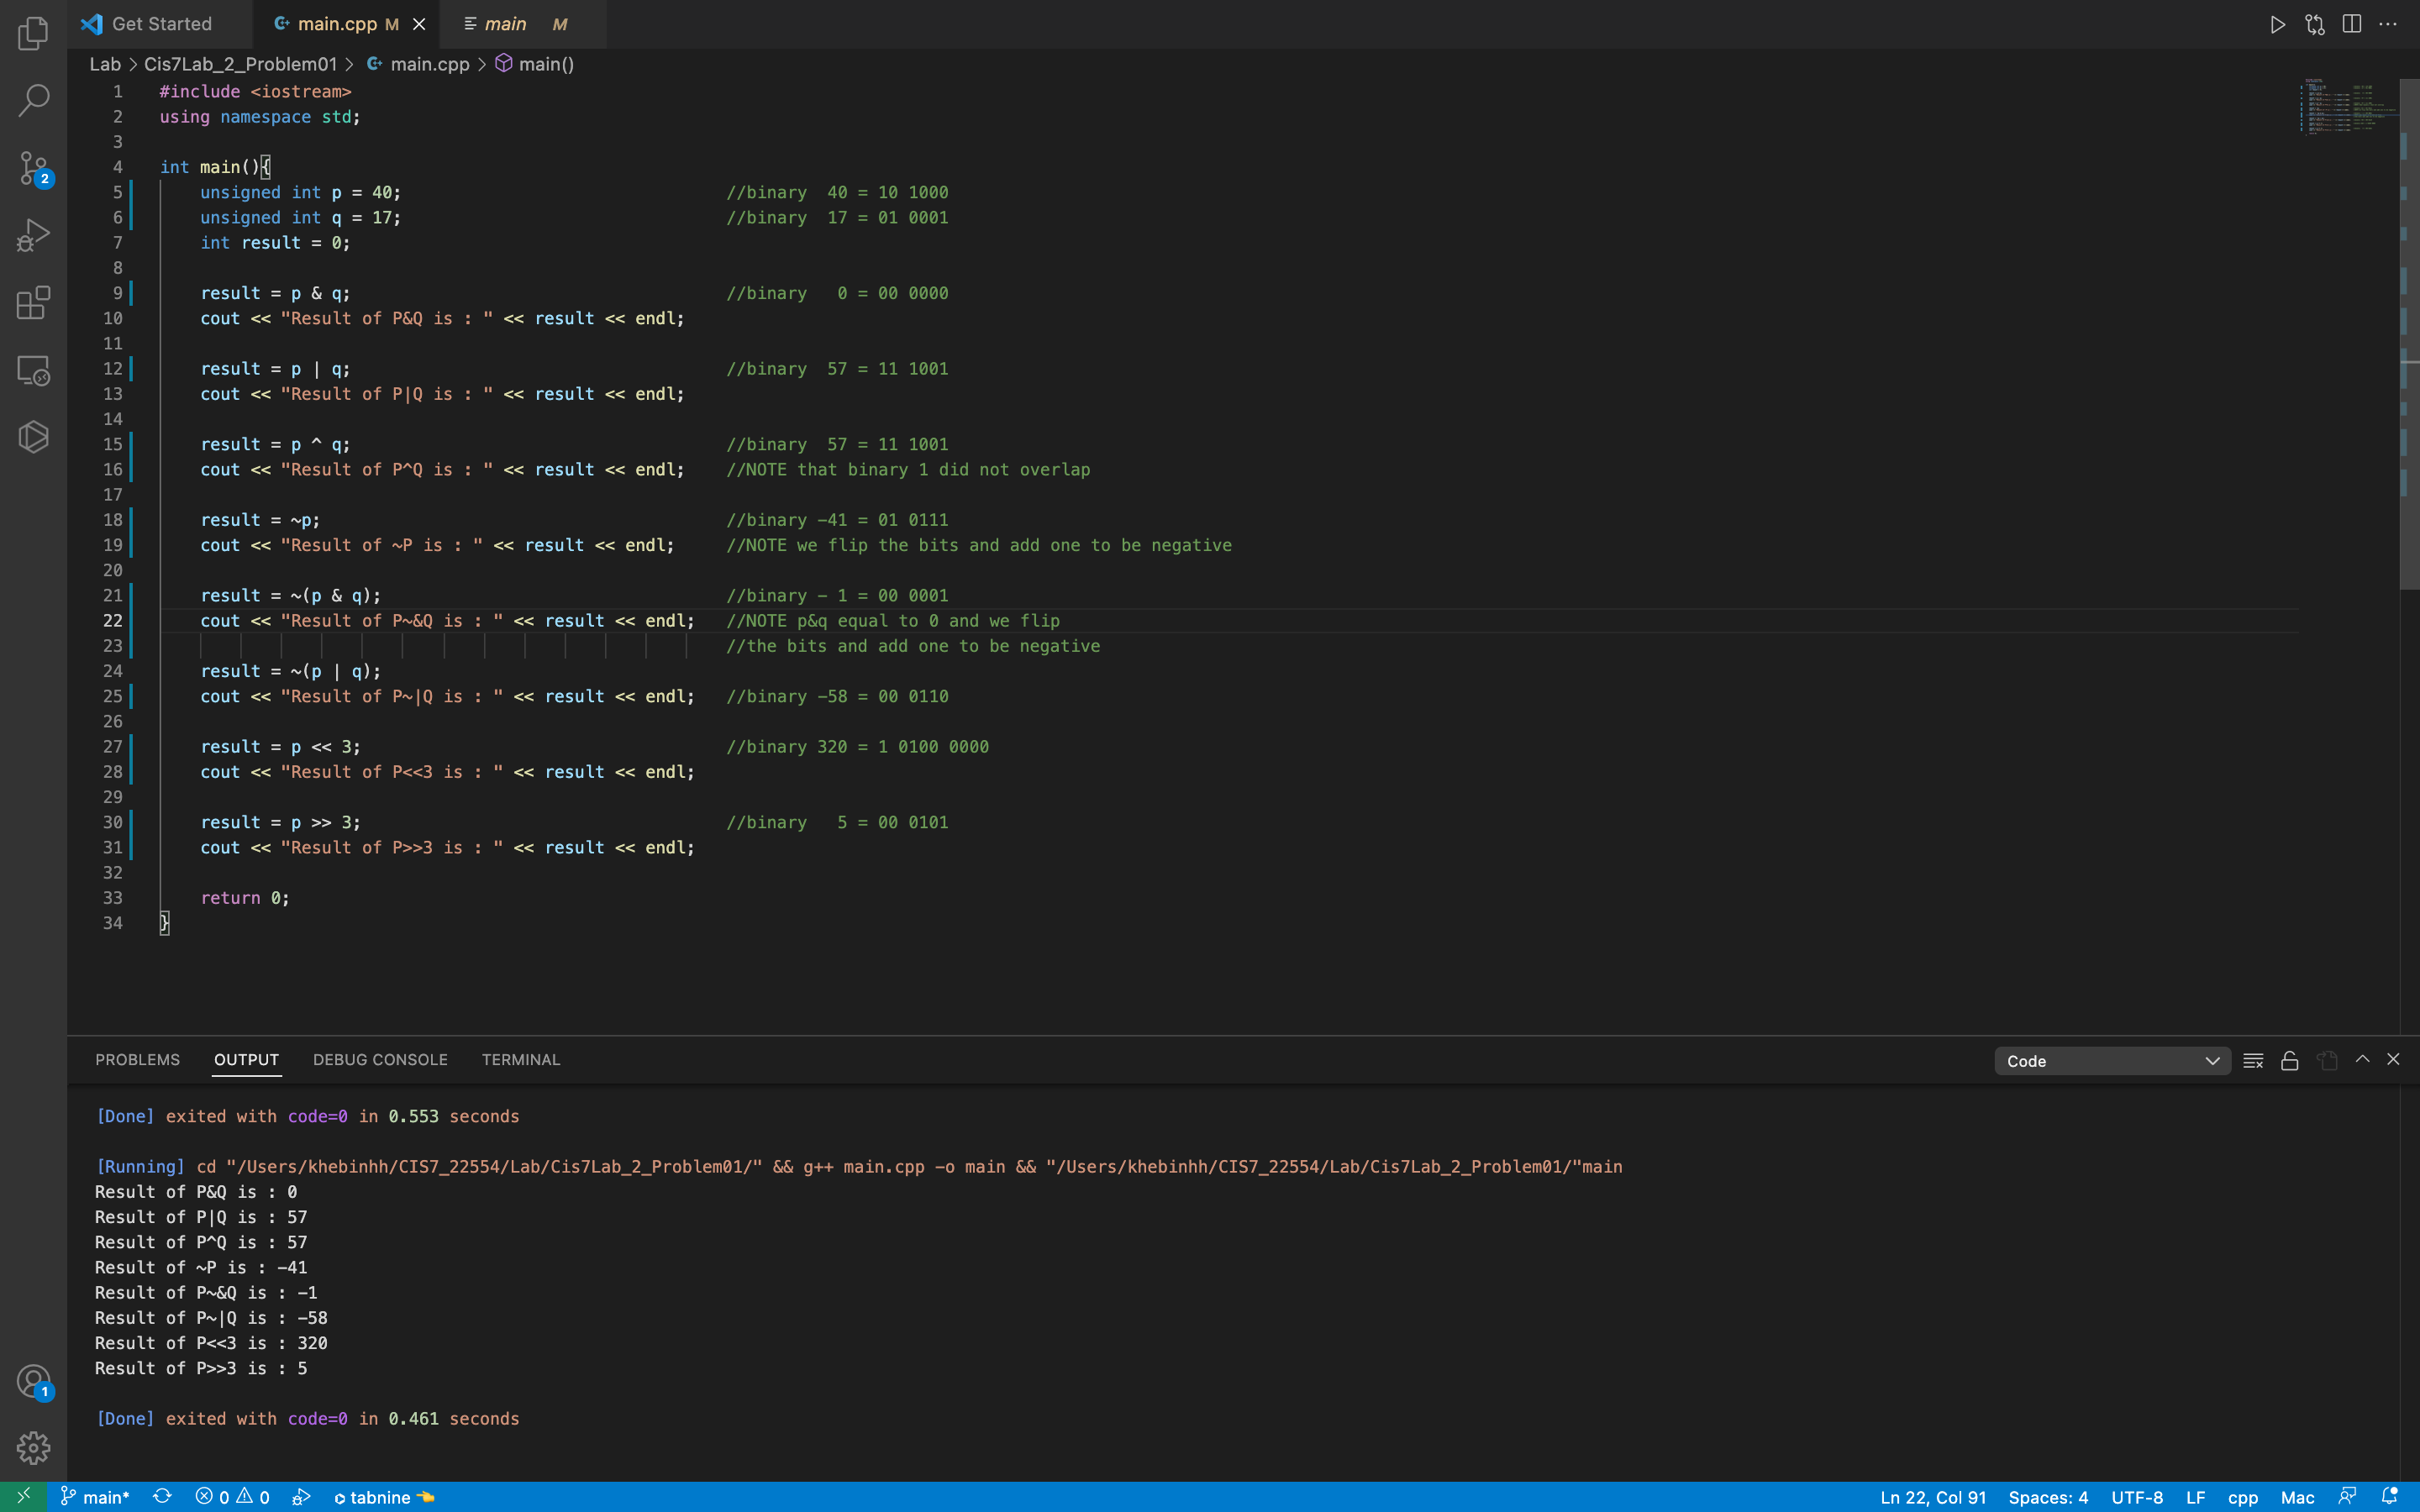 Get Started main.cpp M main M
Lab > Cis7Lab_2_Problem01 > main.cpp > main()
1 #include <iostream>
2 using namespace std;
3
4 int main(){
5 unsigned int p = 40; //binary  40 = 10 1000
6 unsigned int q = 17; //binary  17 = 01 0001
7 int result = 0;
8
9 result = p & q; //binary   0 = 00 0000
10 cout << "Result of P&Q is : " << result << endl;
11
12 result = p | q; //binary  57 = 11 1001
13 cout << "Result of P|Q is : " << result << endl;
14
15 result = p ^ q; //binary  57 = 11 1001
16 cout << "Result of P^Q is : " << result << endl; //NOTE that binary 1 did not overlap
17
18 result = ~p; //binary -41 = 01 0111
19 cout << "Result of ~P is : " << result << endl; //NOTE we flip the bits and add one to be negative
20
21 result = ~(p & q); //binary - 1 = 00 0001
22 cout << "Result of P~&Q is : " << result << endl; //NOTE p&q equal to 0 and we flip
23 //the bits and add one to be negative
24 result = ~(p | q);
25 cout << "Result of P~|Q is : " << result << endl; //binary -58 = 00 0110
26
27 result = p << 3; //binary 320 = 1 0100 0000
28 cout << "Result of P<<3 is : " << result << endl;
29
30 result = p >> 3; //binary   5 = 00 0101
31 cout << "Result of P>>3 is : " << result << endl;
32
33 return 0;
34 }
2
PROBLEMS OUTPUT DEBUG CONSOLE TERMINAL Code
[Done] exited with code=0 in 0.553 seconds
[Running] cd "/Users/khebinhh/CIS7_22554/Lab/Cis7Lab_2_Problem01/" && g++ main.cpp -o main && "/Users/khebinhh/CIS7_22554/Lab/Cis7Lab_2_Problem01/"main
Result of P&Q is : 0
Result of P|Q is : 57
Result of P^Q is : 57
Result of ~P is : -41
Result of P~&Q is : -1
Result of P~|Q is : -58
Result of P<<3 is : 320
Result of P>>3 is : 5
[Done] exited with code=0 in 0.461 seconds
1
main* 0 0 tabnine Ln 22, Col 91 Spaces: 4 UTF-8 LF cpp Mac